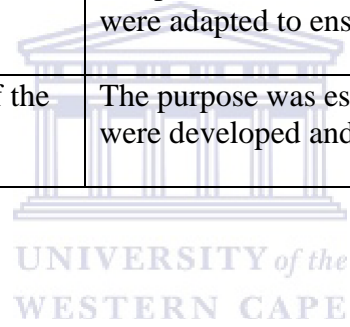 were adapted to ens
f the
The purpose was es
were developed and
UNIVERSITY of the
WESTERN CAPE